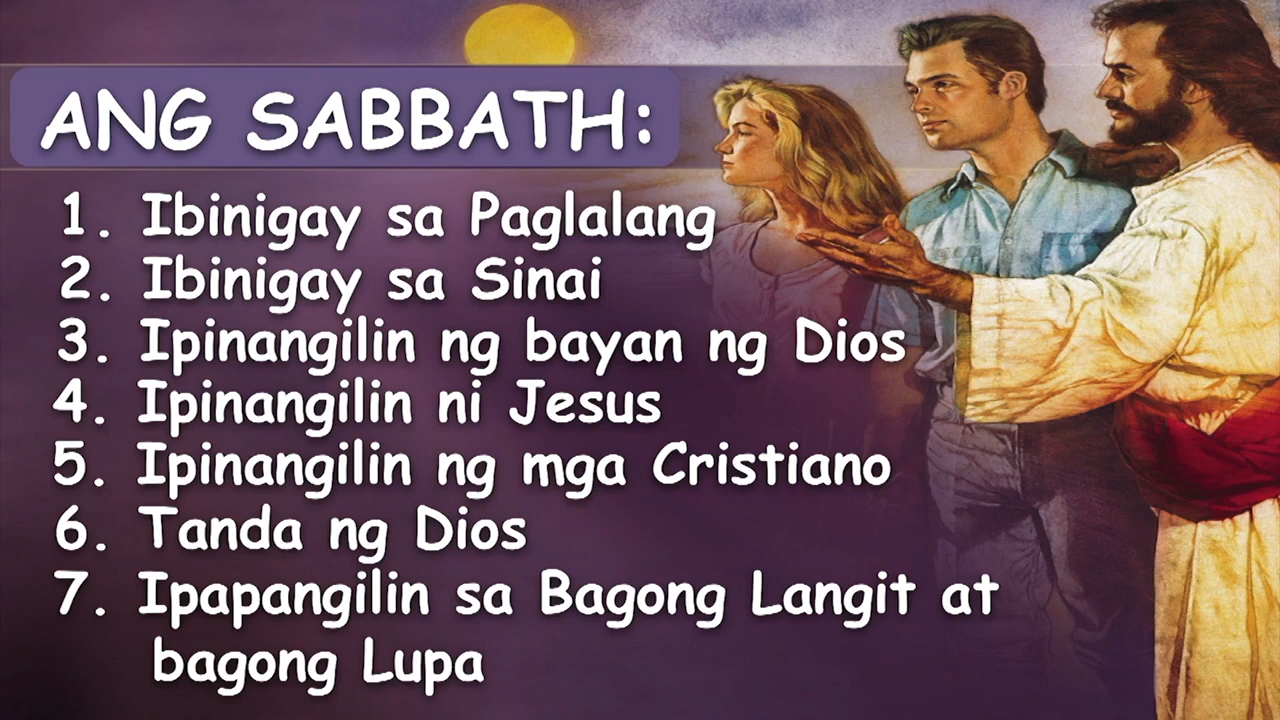 ANG SABBATH:
1. Ibinigay sa Paglalang
2. Ibinigay sa Sinai
3. Ipinangilin ng bayan ng Dios
4. Ipinangilin ni Jesus
5. Ipinangilin ng mga Cristiano
6. Tanda ng Dios
7. Ipapangilin sa Bagong Langit at
bagong Lupa